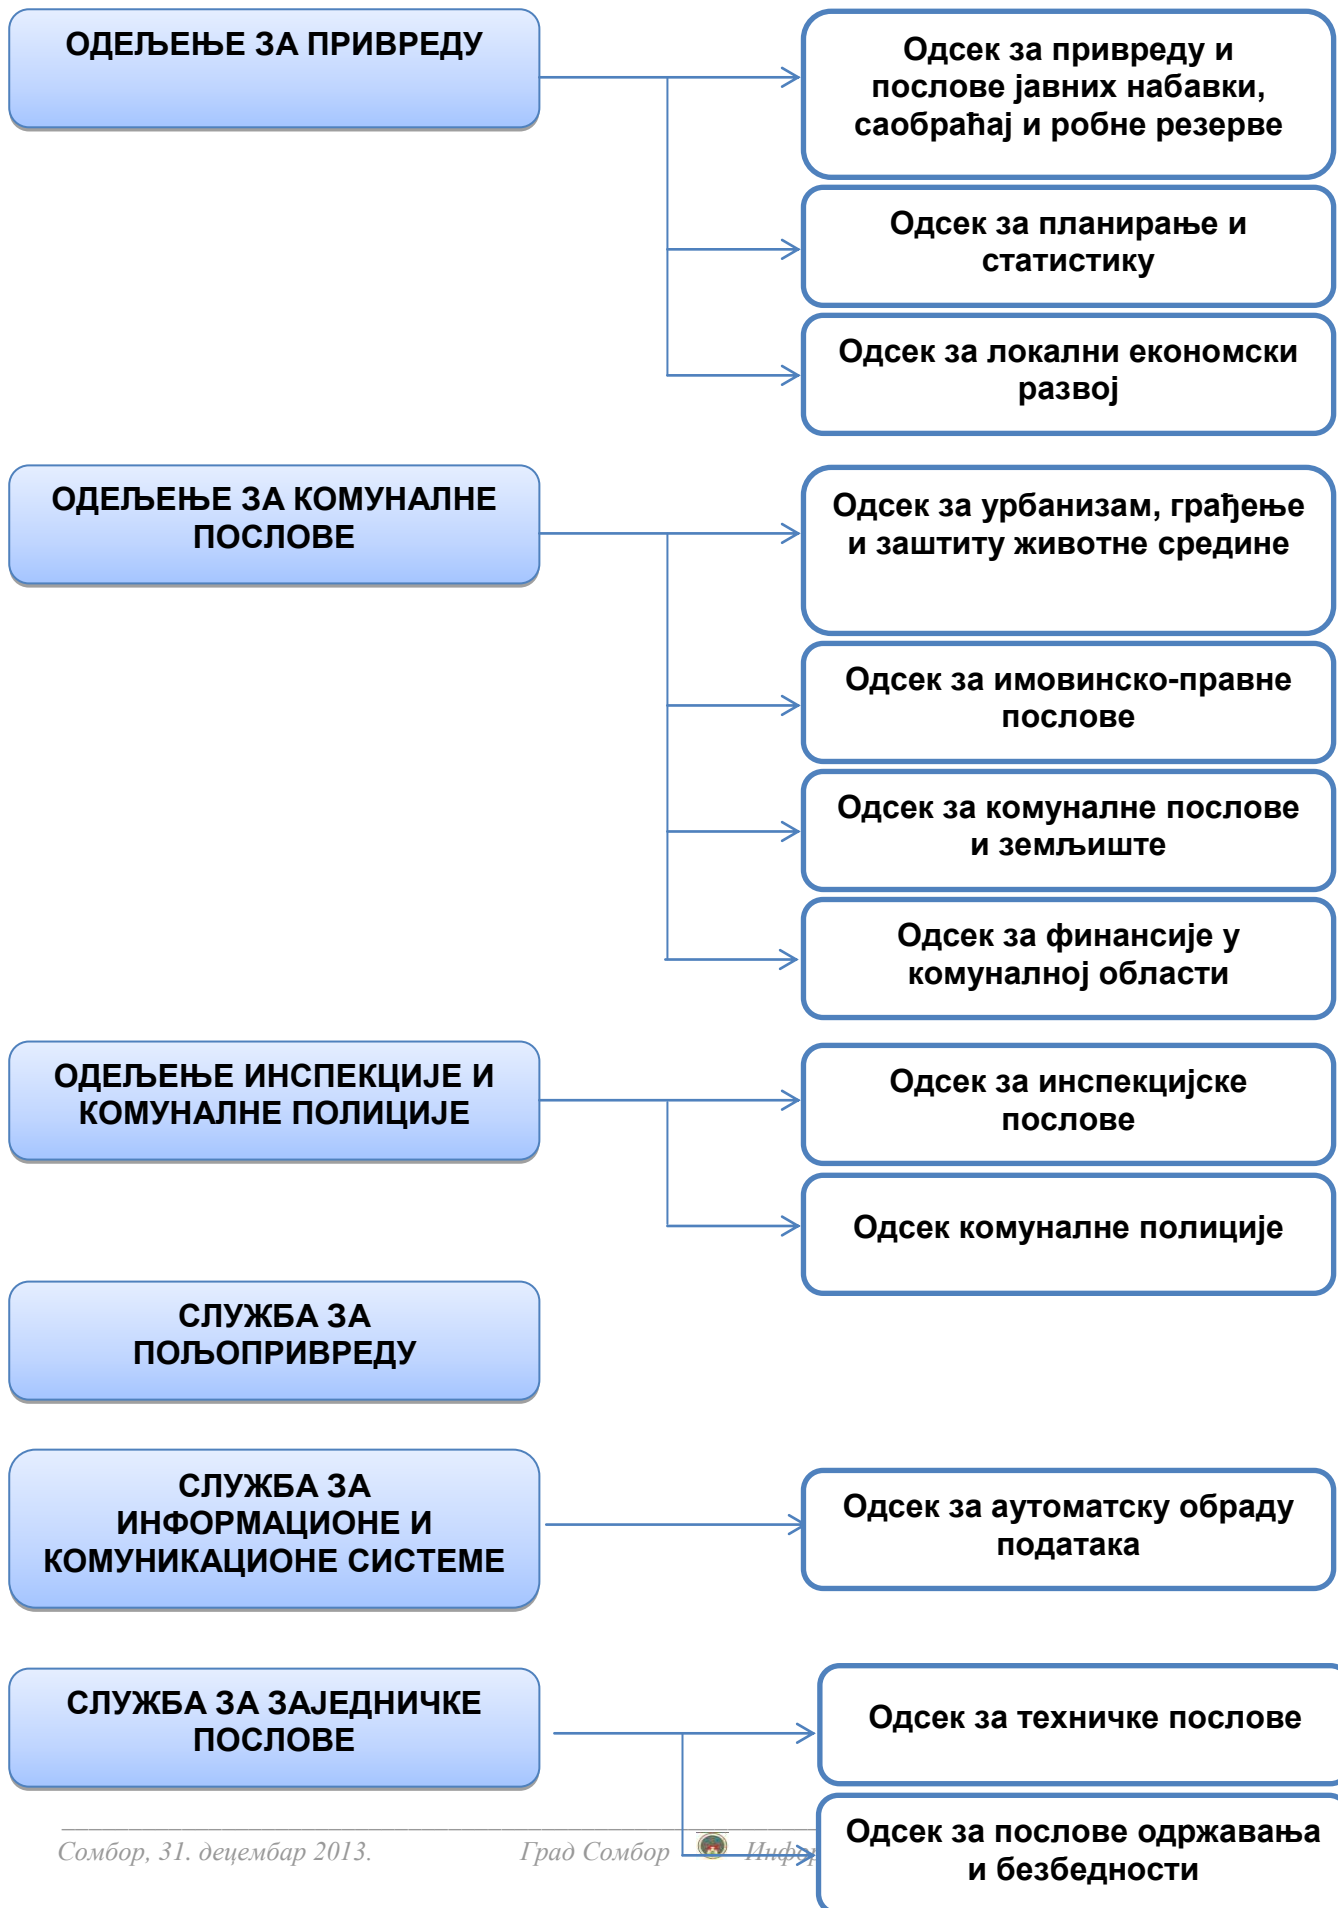 ОДЕЉЕЊЕ ЗА ПРИВРЕДУ
Одсек за привреду и
послове јавних набавки,
саобраћај и робне резерве
Одсек за планирање и
статистику
Одсек за локални економски
развој
ОДЕЉЕЊЕ ЗА КОМУНАЛНЕ
ПОСЛОВЕ
Одсек за урбанизам, грађење
и заштиту животне средине
Одсек за имовинско-правне
послове
Одсек за комуналне послове
и земљиште
Одсек за финансије у
комуналној области
ОДЕЉЕЊЕ ИНСПЕКЦИЈЕ И
КОМУНАЛНЕ ПОЛИЦИЈЕ
Одсек за инспекцијске
послове
Одсек комуналне полиције
СЛУЖБА ЗА
ПОЉОПРИВРЕДУ
СЛУЖБА ЗА
ИНФОРМАЦИОНЕ И
КОМУНИКАЦИОНЕ СИСТЕМЕ
Одсек за аутоматску обраду
података
СЛУЖБА ЗА ЗАЈЕДНИЧКЕ
ПОСЛОВЕ
Одсек за техничке послове
Одсек за послове одржавања
и безбедности
Сомбор, 31. децембар 2013. Град Сомбор